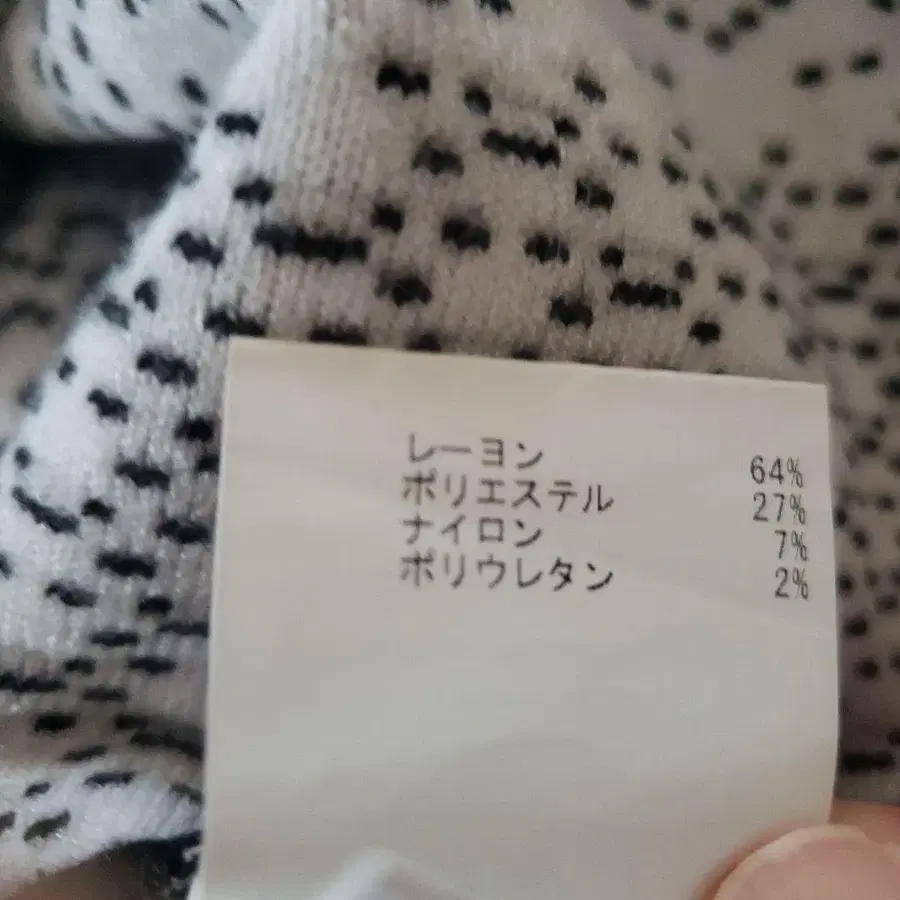 レーヨン 64%
ポリエステル 27%
ナイロン 7%
ポリウレタン 2%